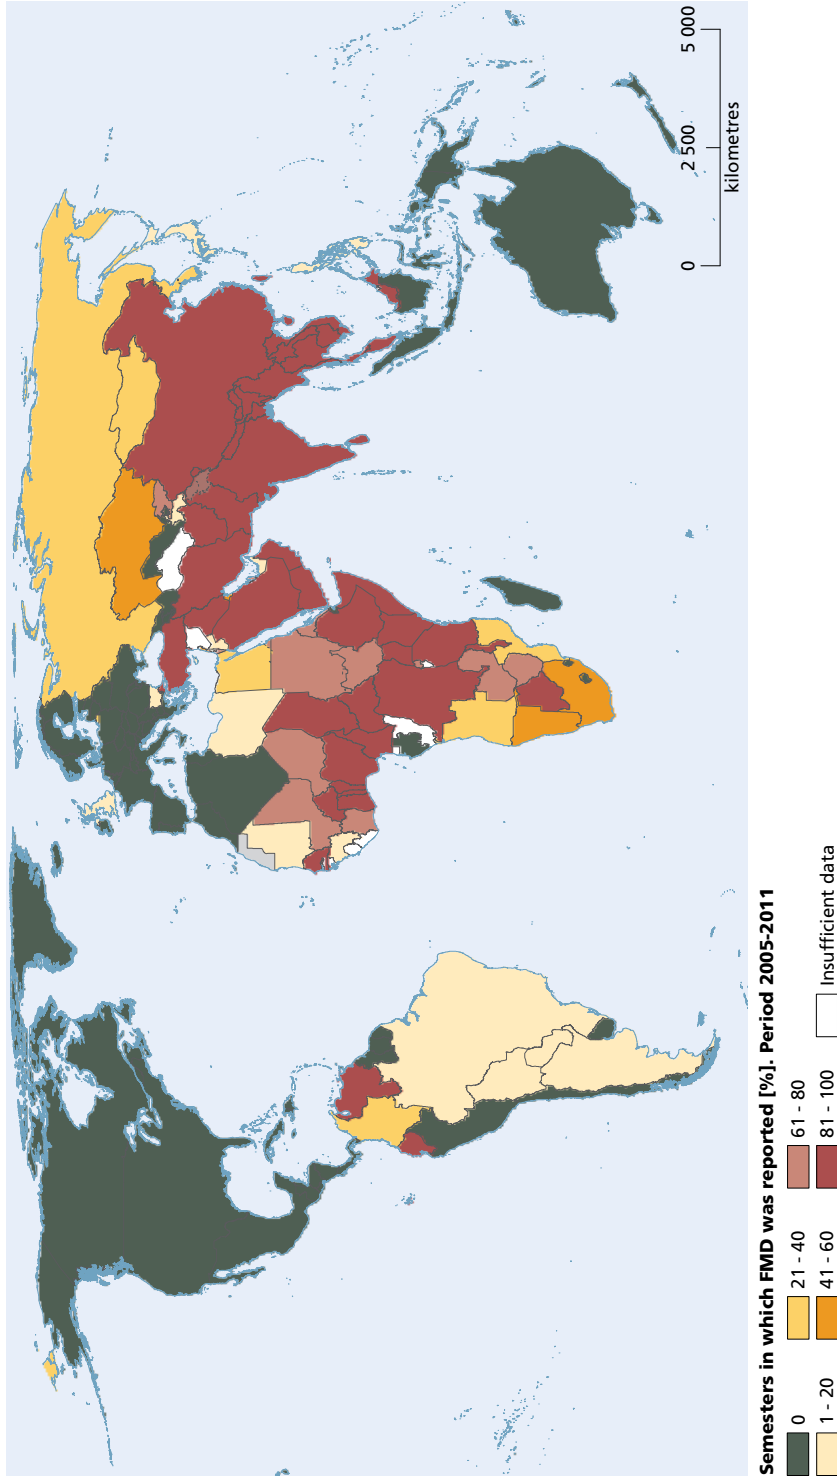 0 2 500 5 000
kilometres
Semesters in which FMD was reported [%]. Period 2005-2011
0 21 - 40 61 - 80
1 - 20 41 - 60 81 - 100 Insufficient data